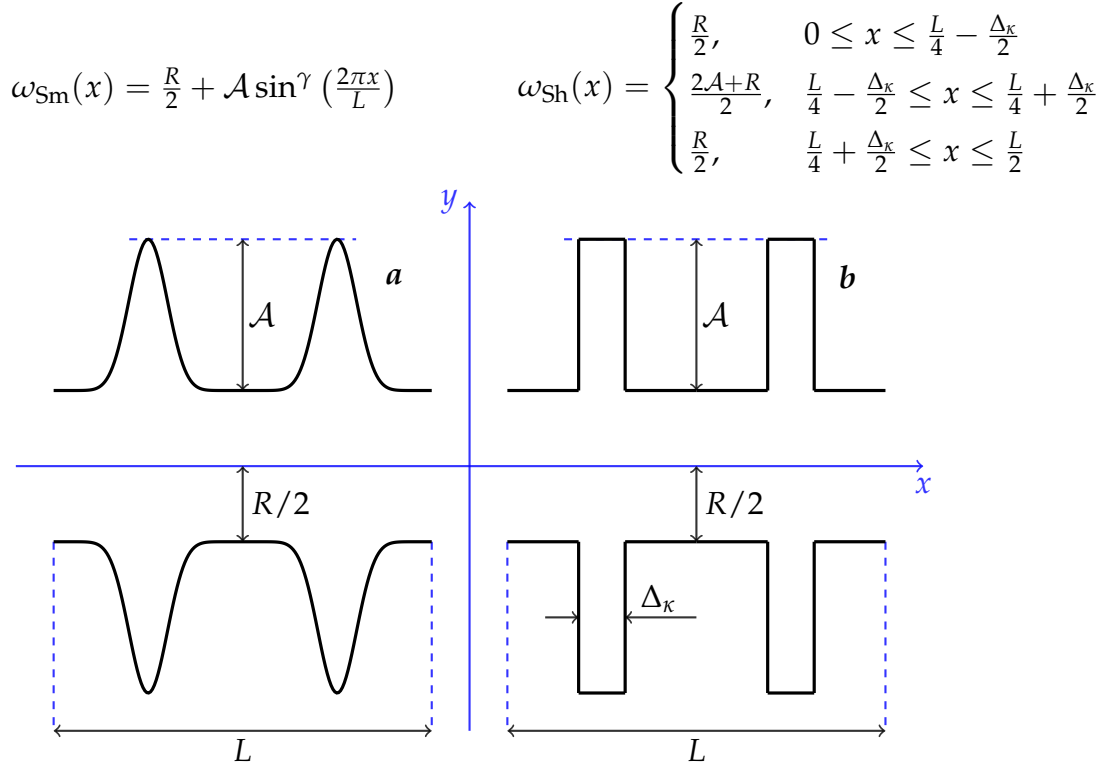 ω_Sm(x) = R/2 + 𝒜 sin^γ (2πx/L)
ω_Sh(x) = { R/2, 0 ≤ x ≤ L/4 − Δ_κ/2
(2𝒜+R)/2, L/4 − Δ_κ/2 ≤ x ≤ L/4 + Δ_κ/2
R/2, L/4 + Δ_κ/2 ≤ x ≤ L/2
y
a
b
𝒜
𝒜
x
R/2
R/2
Δ_κ
L
L